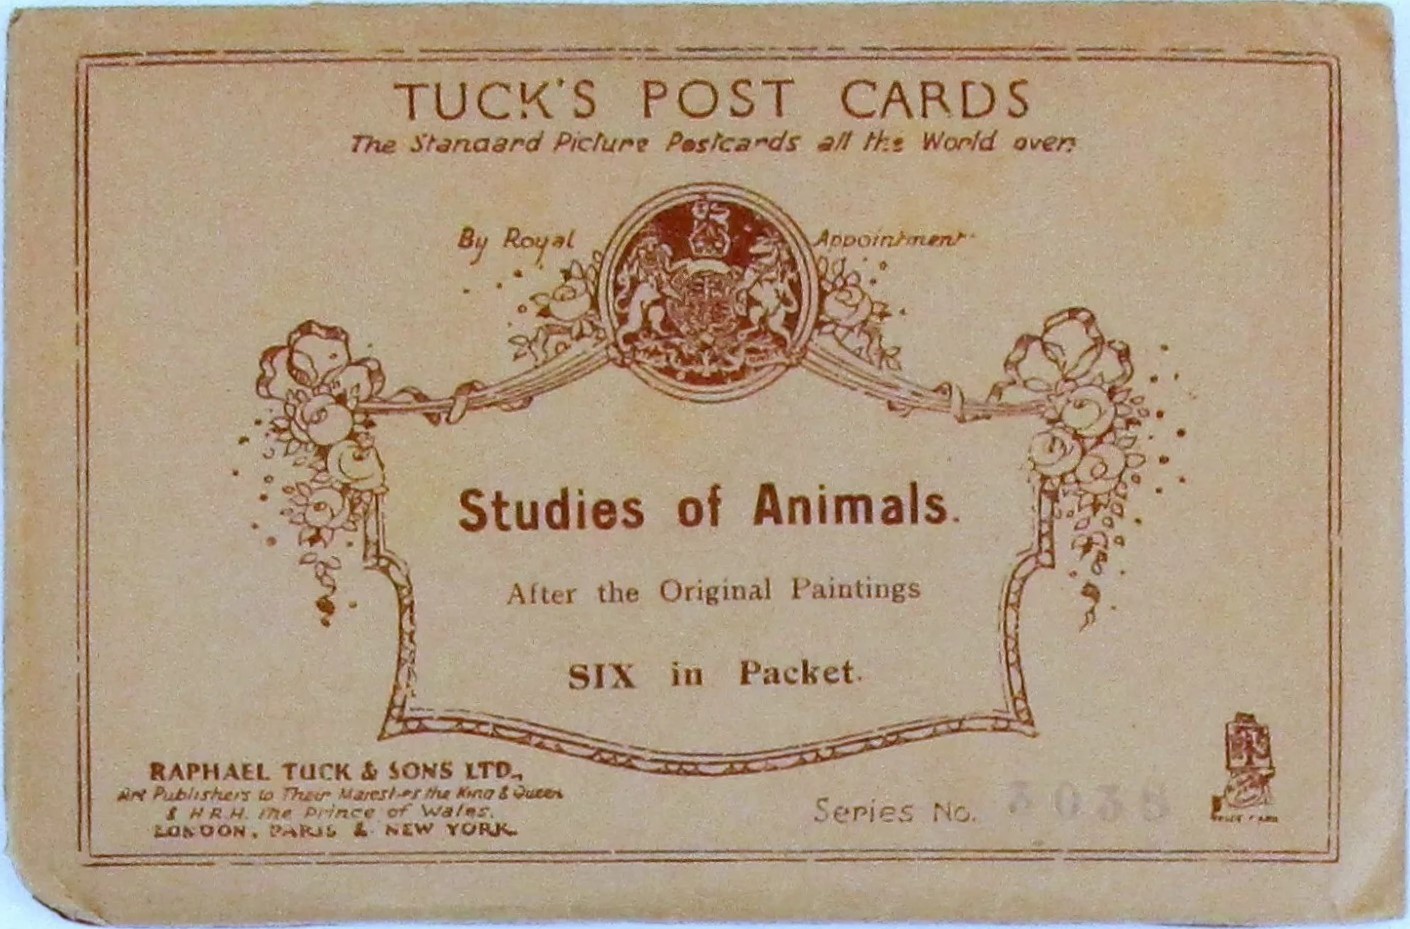 TUCK'S POST CARDS
The Standard Picture Postcards all the World over.
By Royal Appointment
Studies of Animals.
After the Original Paintings
SIX in Packet.
RAPHAEL TUCK & SONS LTD.,
Art Publishers to Their Majesties the King & Queen
& H.R.H. The Prince of Wales.
LONDON, PARIS & NEW YORK.
Series No. 3038